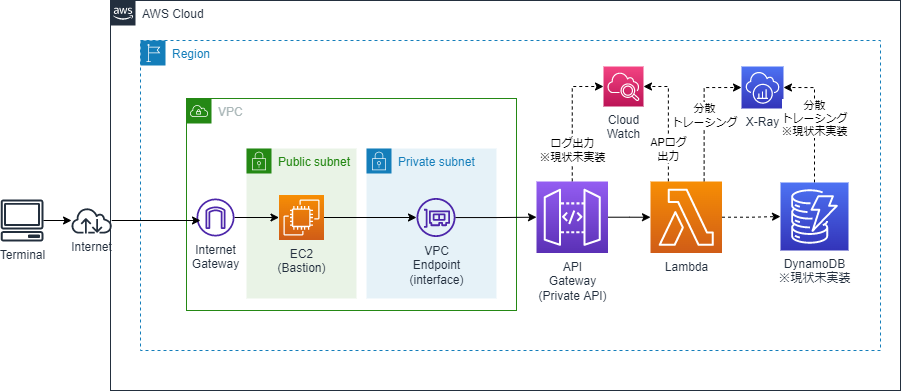 aws
AWS Cloud
Region
VPC
Public subnet
Private subnet
Terminal
Internet
Internet
Gateway
EC2
(Bastion)
VPC
Endpoint
(interface)
API
Gateway
(Private API)
Lambda
DynamoDB
※現状未実装
Cloud
Watch
X-Ray
ログ出力
※現状未実装
APログ
出力
分散
トレーシング
分散
トレーシング
※現状未実装